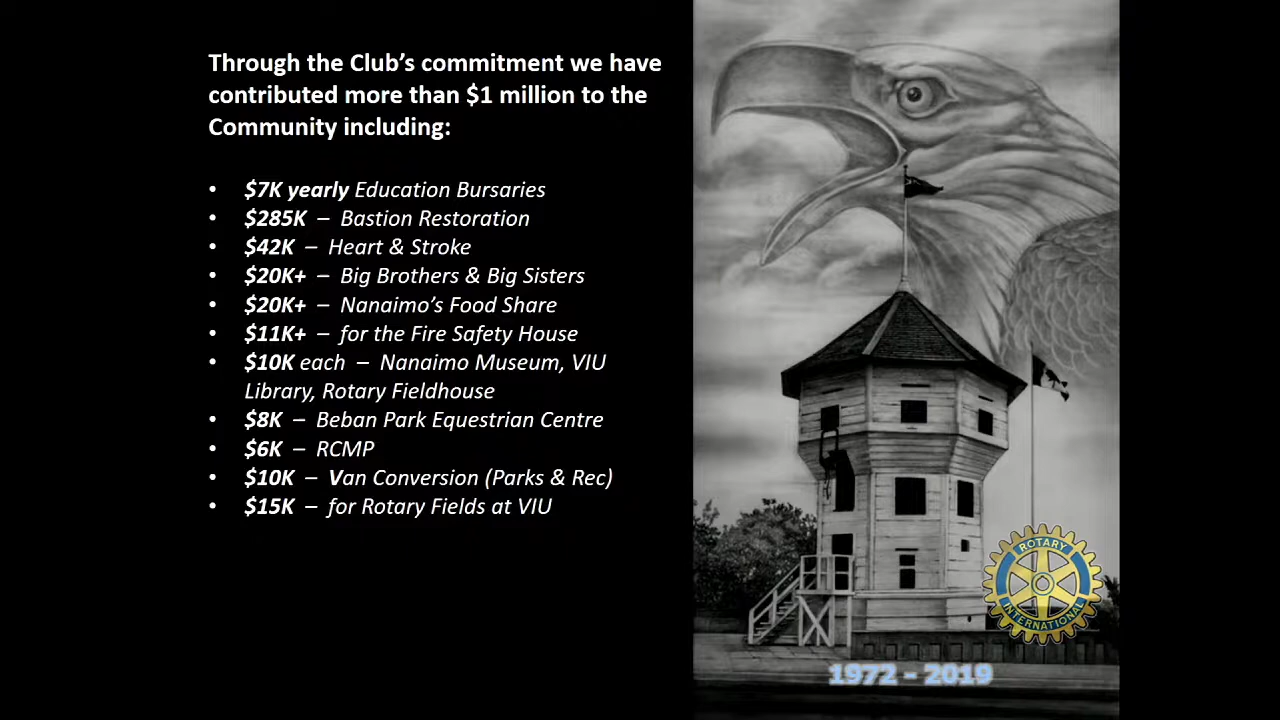 Through the Club’s commitment we have
contributed more than $1 million to the
Community including:
• $7K yearly Education Bursaries
• $285K – Bastion Restoration
• $42K – Heart & Stroke
• $20K+ – Big Brothers & Big Sisters
• $20K+ – Nanaimo’s Food Share
• $11K+ – for the Fire Safety House
• $10K each – Nanaimo Museum, VIU
Library, Rotary Fieldhouse
• $8K – Beban Park Equestrian Centre
• $6K – RCMP
• $10K – Van Conversion (Parks & Rec)
• $15K – for Rotary Fields at VIU
ROTARY
INTERNATIONAL
1972 - 2019